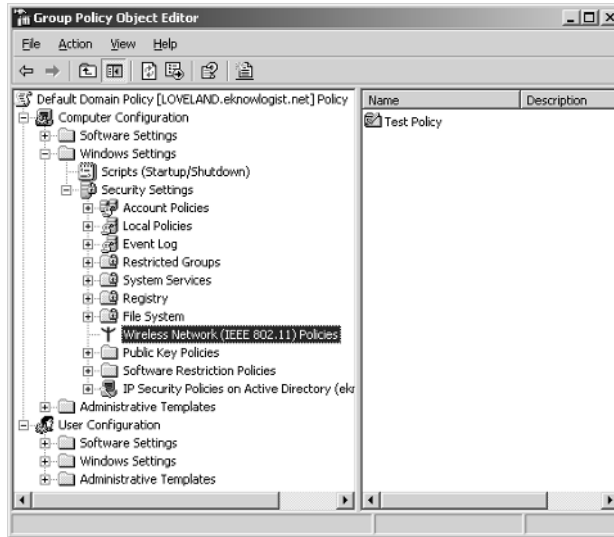 Group Policy Object Editor
File Action View Help
Default Domain Policy [LOVELAND.eknowlogist.net] Policy
Computer Configuration
Software Settings
Windows Settings
Scripts (Startup/Shutdown)
Security Settings
Account Policies
Local Policies
Event Log
Restricted Groups
System Services
Registry
File System
Wireless Network (IEEE 802.11) Policies
Public Key Policies
Software Restriction Policies
IP Security Policies on Active Directory (ekr
Administrative Templates
User Configuration
Software Settings
Windows Settings
Administrative Templates
Name Description
Test Policy